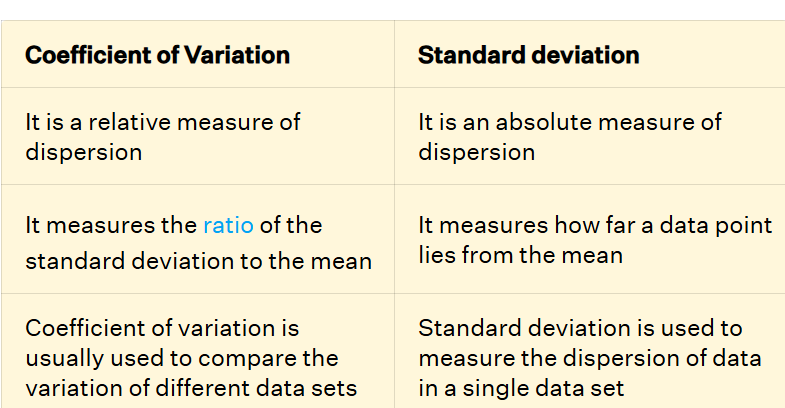 Coefficient of Variation
Standard deviation
It is a relative measure of
dispersion
It is an absolute measure of
dispersion
It measures the ratio of the
standard deviation to the mean
It measures how far a data point
lies from the mean
Coefficient of variation is
usually used to compare the
variation of different data sets
Standard deviation is used to
measure the dispersion of data
in a single data set